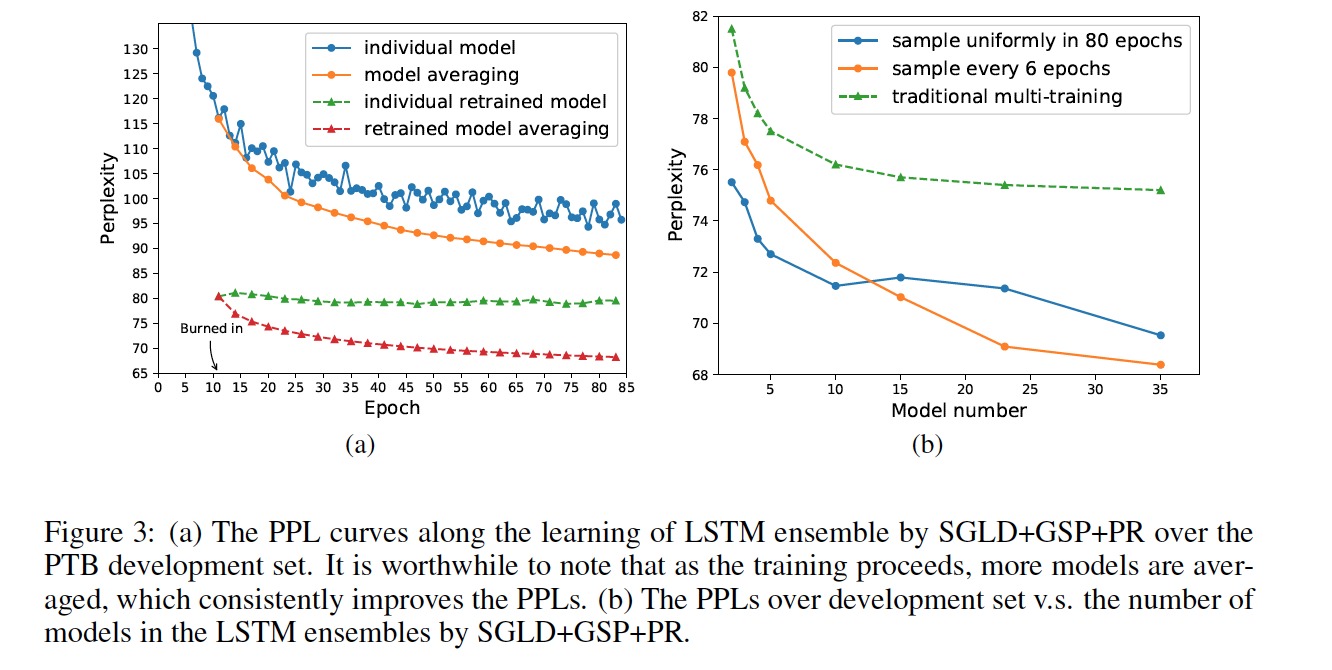 130
125
120
115
110
105
100
95
90
85
80
75
70
65
Perplexity
individual model
model averaging
individual retrained model
retrained model averaging
Burned in
0 5 10 15 20 25 30 35 40 45 50 55 60 65 70 75 80 85
Epoch
(a)
82
80
78
76
74
72
70
68
Perplexity
sample uniformly in 80 epochs
sample every 6 epochs
traditional multi-training
5 10 15 20 25 30 35
Model number
(b)
Figure 3: (a) The PPL curves along the learning of LSTM ensemble by SGLD+GSP+PR over the
PTB development set. It is worthwhile to note that as the training proceeds, more models are aver-
aged, which consistently improves the PPLs. (b) The PPLs over development set v.s. the number of
models in the LSTM ensembles by SGLD+GSP+PR.